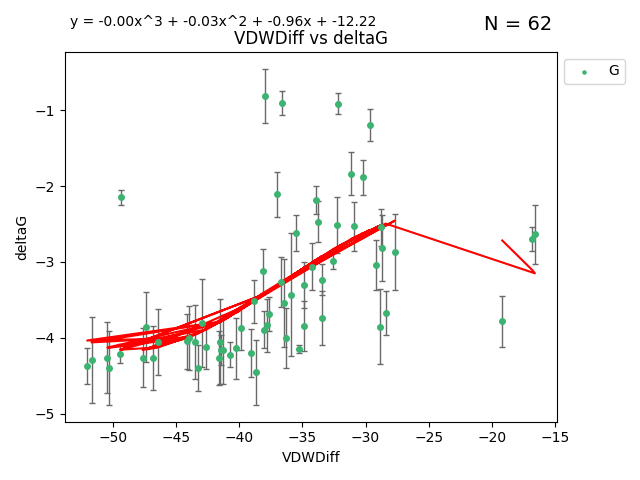 y = -0.00x^3 + -0.03x^2 + -0.96x + -12.22
N = 62
VDWDiff vs deltaG
G
−1
−2
−3
−4
−5
deltaG
−50 −45 −40 −35 −30 −25 −20 −15
VDWDiff